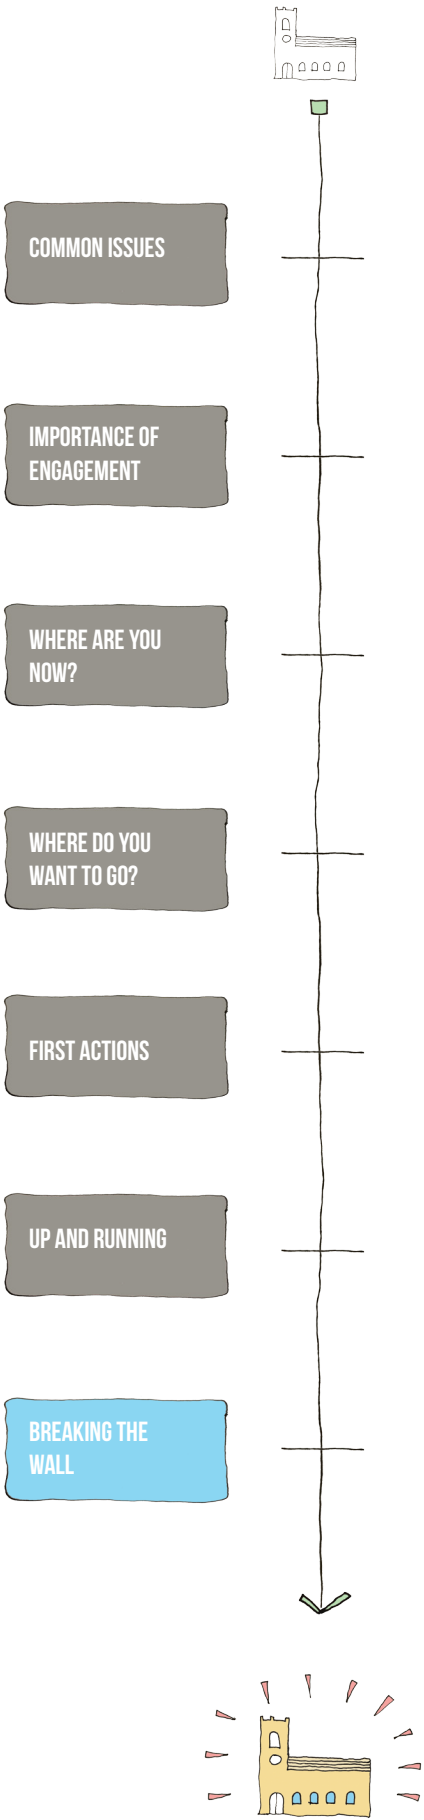 COMMON ISSUES
IMPORTANCE OF
ENGAGEMENT
WHERE ARE YOU
NOW?
WHERE DO YOU
WANT TO GO?
FIRST ACTIONS
UP AND RUNNING
BREAKING THE
WALL